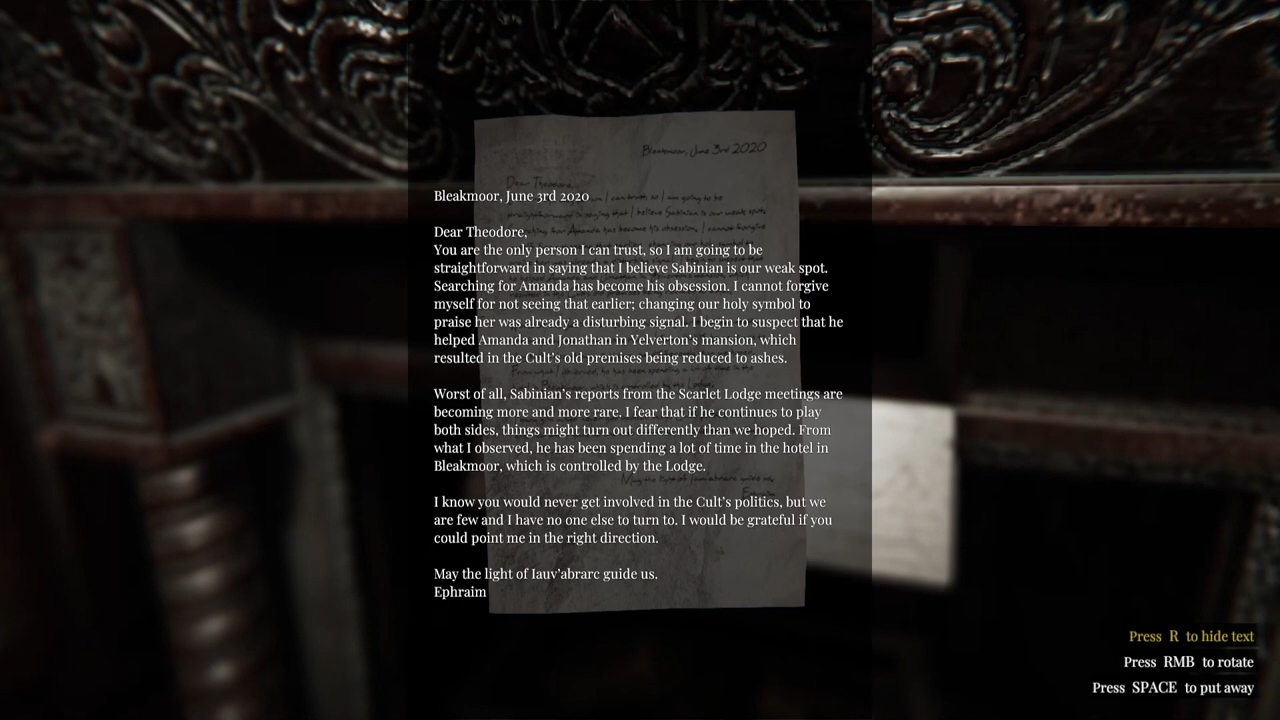 Bleakmoor, June 3rd 2020
Bleakmoor, June 3rd 2020
Dear Theodore,
You are the only person I can trust, so I am going to be
straightforward in saying that I believe Sabinian is our weak spot.
Searching for Amanda has become his obsession. I cannot forgive
myself for not seeing that earlier; changing our holy symbol to
praise her was already a disturbing signal. I begin to suspect that he
helped Amanda and Jonathan in Yelverton's mansion, which
resulted in the Cult's old premises being reduced to ashes.
Worst of all, Sabinian's reports from the Scarlet Lodge meetings are
becoming more and more rare. I fear that if he continues to play
both sides, things might turn out differently than we hoped. From
what I observed, he has been spending a lot of time in the hotel in
Bleakmoor, which is controlled by the Lodge.
I know you would never get involved in the Cult's politics, but we
are few and I have no one else to turn to. I would be grateful if you
could point me in the right direction.
May the light of Iauv'abrarc guide us.
Ephraim
Press R to hide text
Press RMB to rotate
Press SPACE to put away